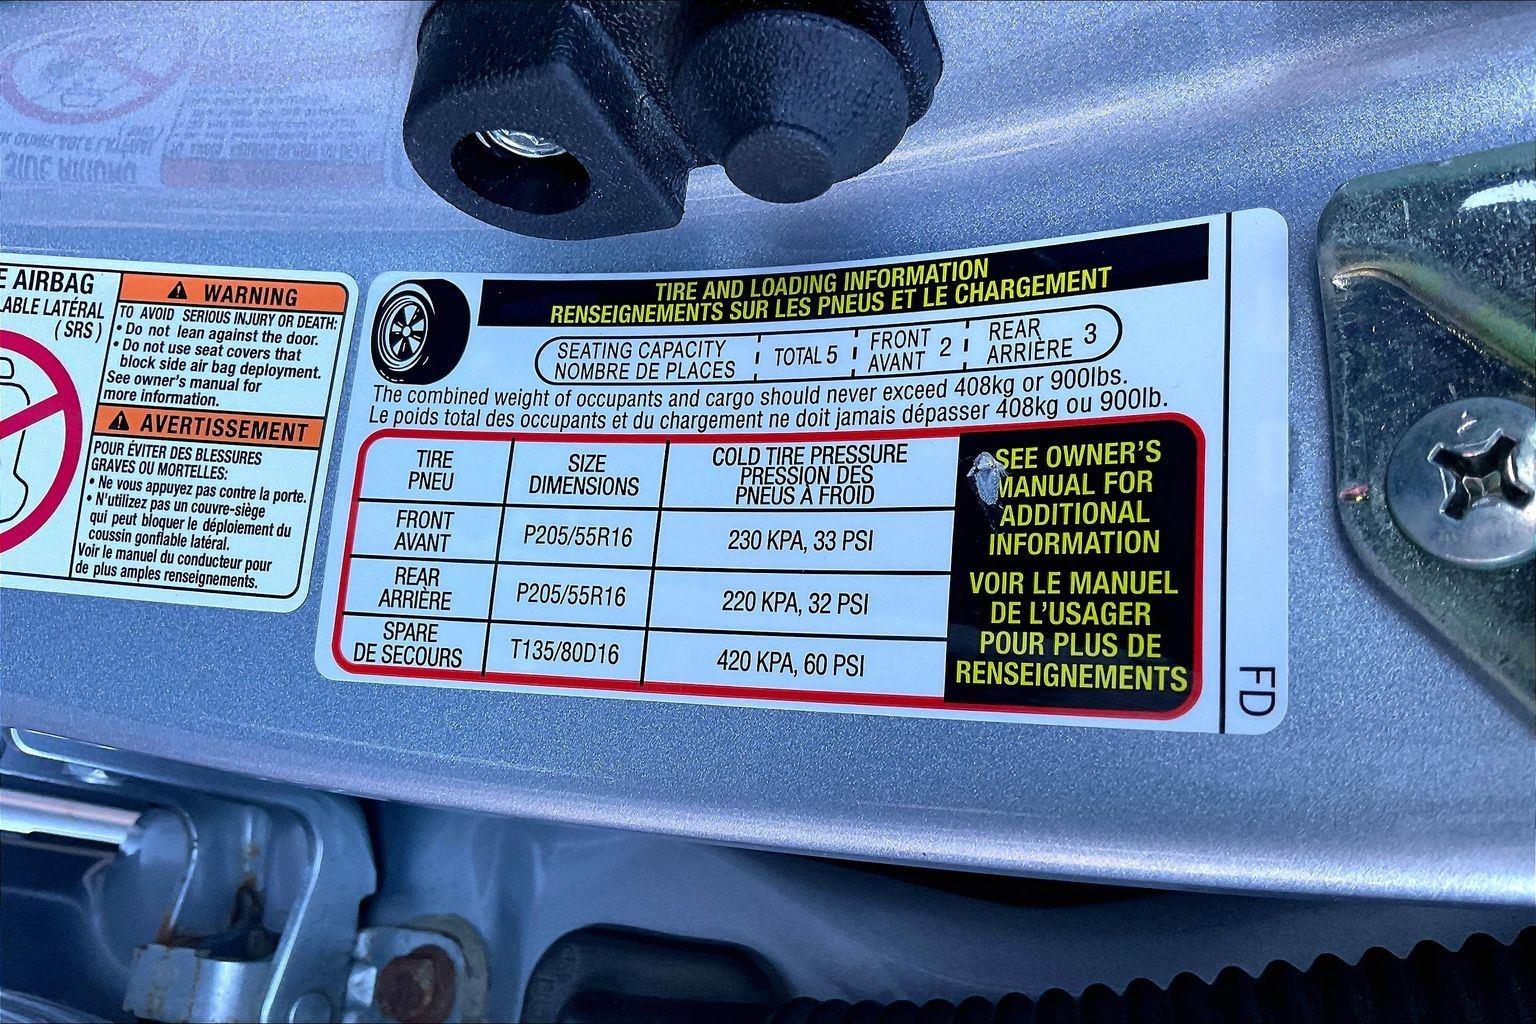 E AIRBAG
LABLE LATÉRAL
( SRS )
WARNING
TO AVOID SERIOUS INJURY OR DEATH:
• Do not lean against the door.
• Do not use seat covers that
block side air bag deployment.
See owner's manual for
more information.
AVERTISSEMENT
POUR ÉVITER DES BLESSURES
GRAVES OU MORTELLES:
• Ne vous appuyez pas contre la porte.
• N'utilizez pas un couvre-siège
qui peut bloquer le déploiement du
coussin gonflable latéral.
Voir le manuel du conducteur pour
de plus amples renseignements.
TIRE AND LOADING INFORMATION
RENSEIGNEMENTS SUR LES PNEUS ET LE CHARGEMENT
SEATING CAPACITY
NOMBRE DE PLACES
TOTAL 5
FRONT
AVANT 2
REAR
ARRIÈRE 3
The combined weight of occupants and cargo should never exceed 408kg or 900lbs.
Le poids total des occupants et du chargement ne doit jamais dépasser 408kg ou 900lb.
TIRE
PNEU
SIZE
DIMENSIONS
COLD TIRE PRESSURE
PRESSION DES
PNEUS À FROID
FRONT
AVANT
P205/55R16
230 KPA, 33 PSI
REAR
ARRIÈRE
P205/55R16
220 KPA, 32 PSI
SPARE
DE SECOURS
T135/80D16
420 KPA, 60 PSI
SEE OWNER'S
MANUAL FOR
ADDITIONAL
INFORMATION
VOIR LE MANUEL
DE L'USAGER
POUR PLUS DE
RENSEIGNEMENTS
FD